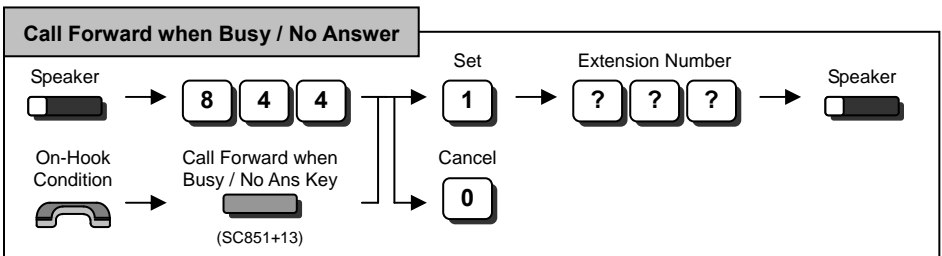 Call Forward when Busy / No Answer
Speaker
8 4 4
Set
1
Extension Number
? ? ?
Speaker
On-Hook
Condition
Call Forward when
Busy / No Ans Key
(SC851+13)
Cancel
0